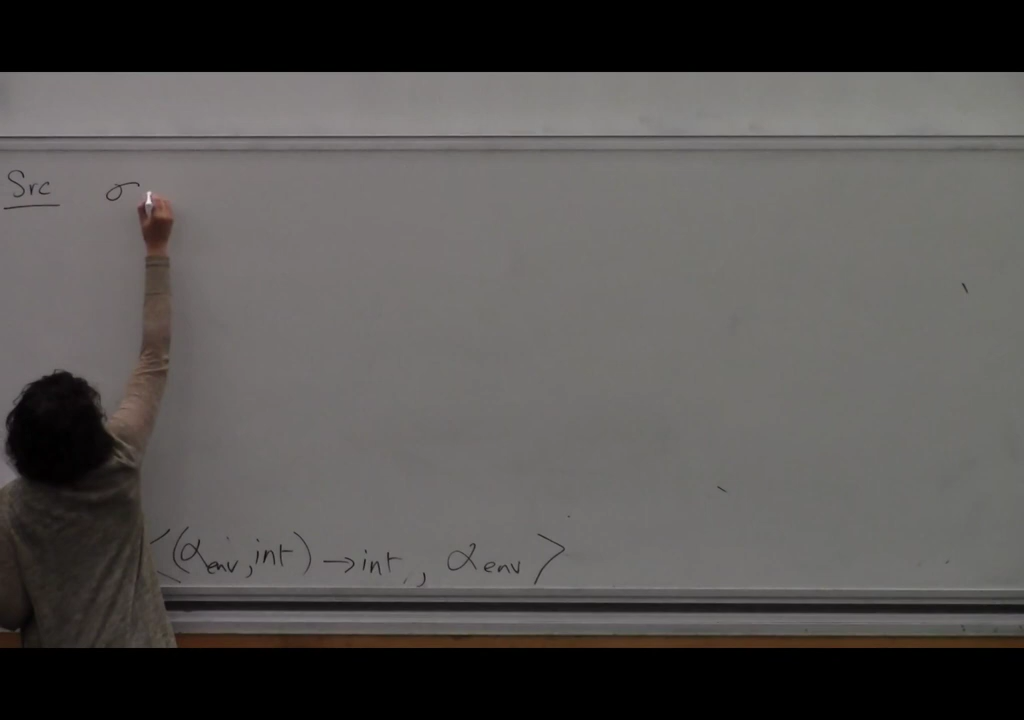 Src σ
⟨(α_env, int) → int, α_env⟩